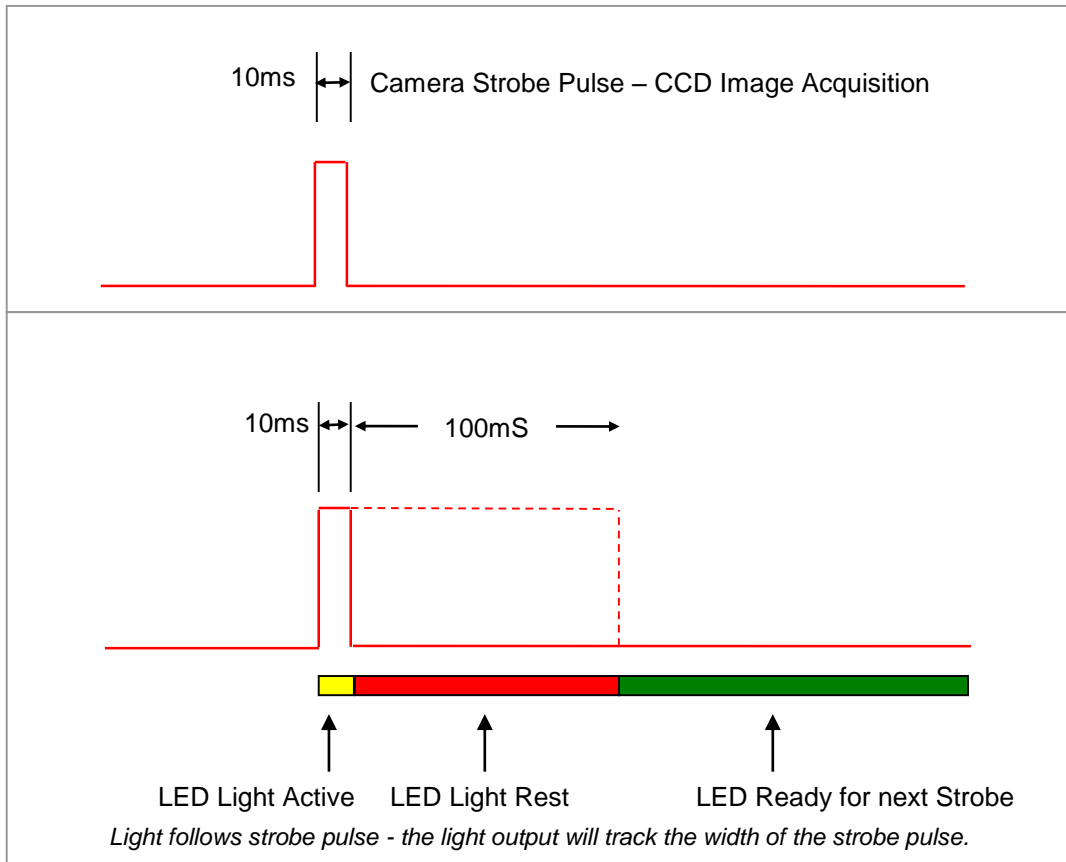 10ms Camera Strobe Pulse – CCD Image Acquisition
10ms 100mS
LED Light Active LED Light Rest LED Ready for next Strobe
Light follows strobe pulse - the light output will track the width of the strobe pulse.